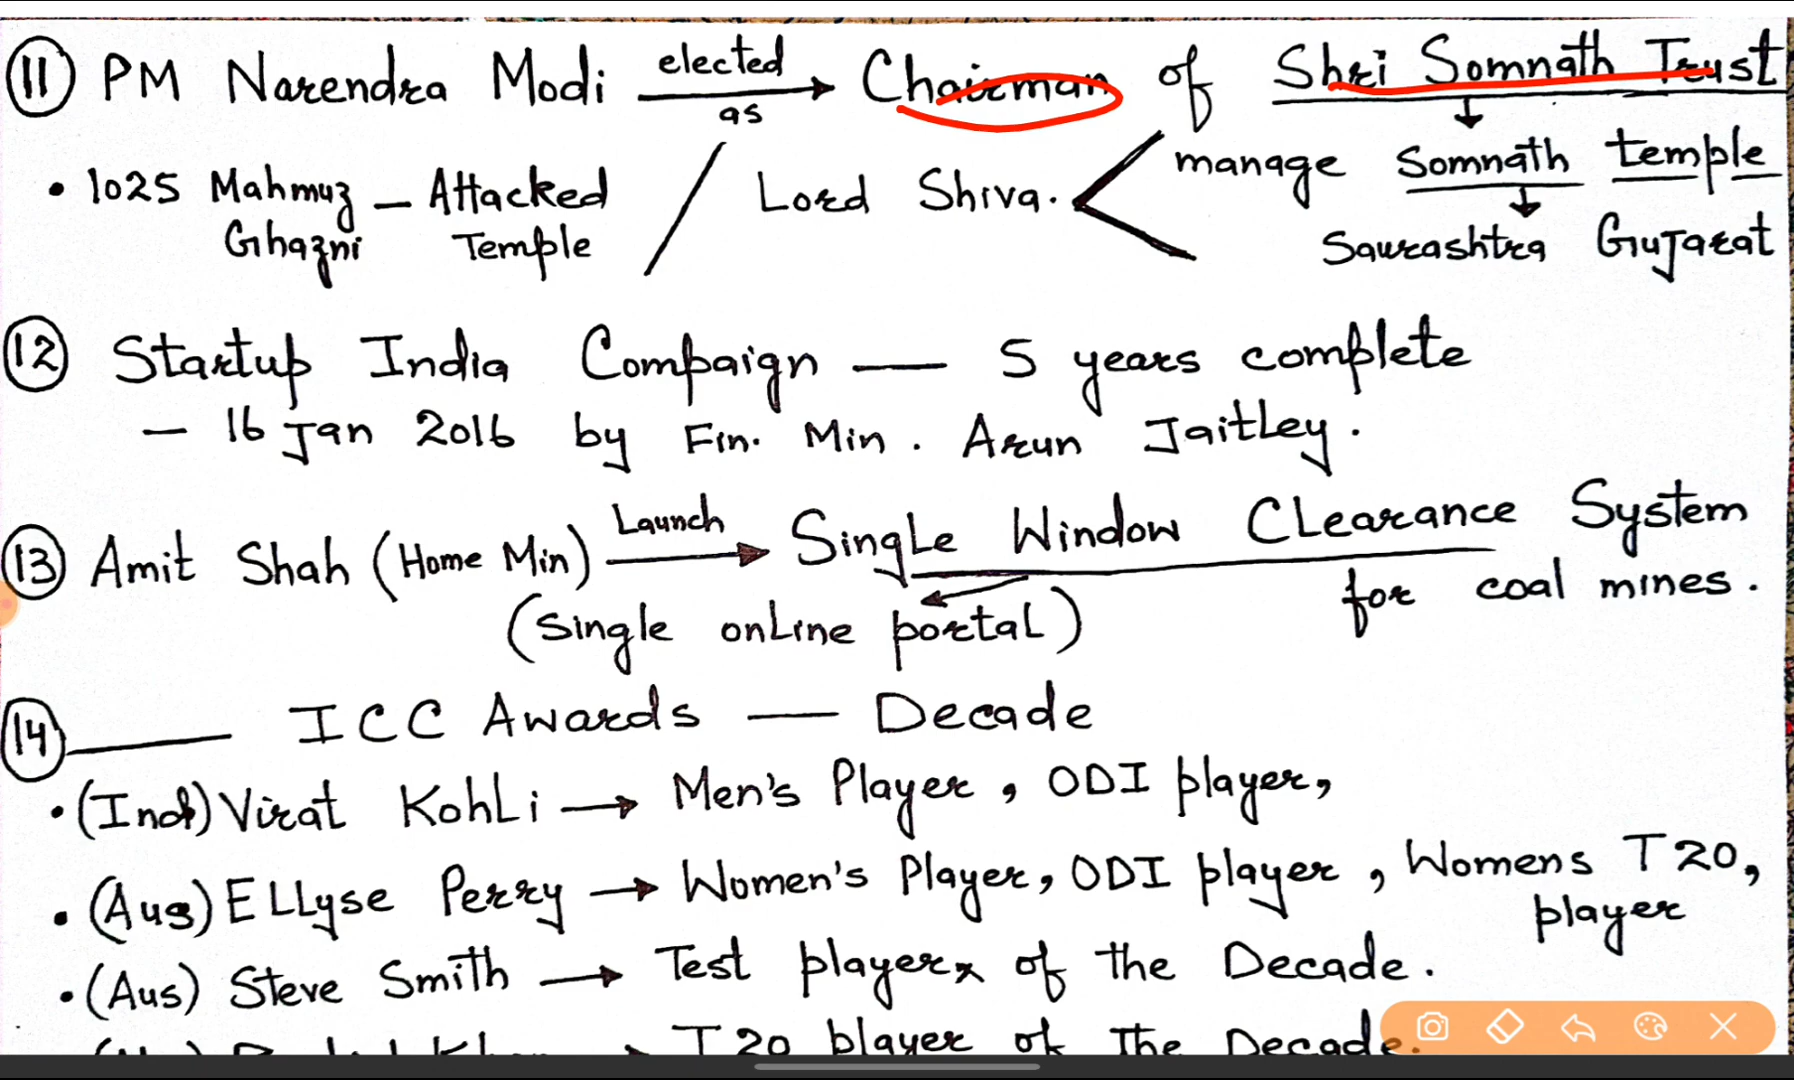 11 PM Narendra Modi elected as → Chairman of Shri Somnath Trust
manage Somnath temple
• 1025 Mahmuz – Attacked / Lord Shiva.
Ghazni Temple
Saurashtra Gujarat
12 Startup India Compaign — 5 years complete
– 16 Jan 2016 by Fin. Min. Arun Jaitley.
13 Amit Shah (Home Min) Launch → Single Window Clearance System
for coal mines.
(Single online portal)
14 — ICC Awards — Decade
• (Ind) Virat Kohli → Men's Player, ODI player,
• (Aus) Ellyse Perry → Women's Player, ODI player, Womens T20,
player
• (Aus) Steve Smith → Test player of the Decade.
T20 player of the Decade.